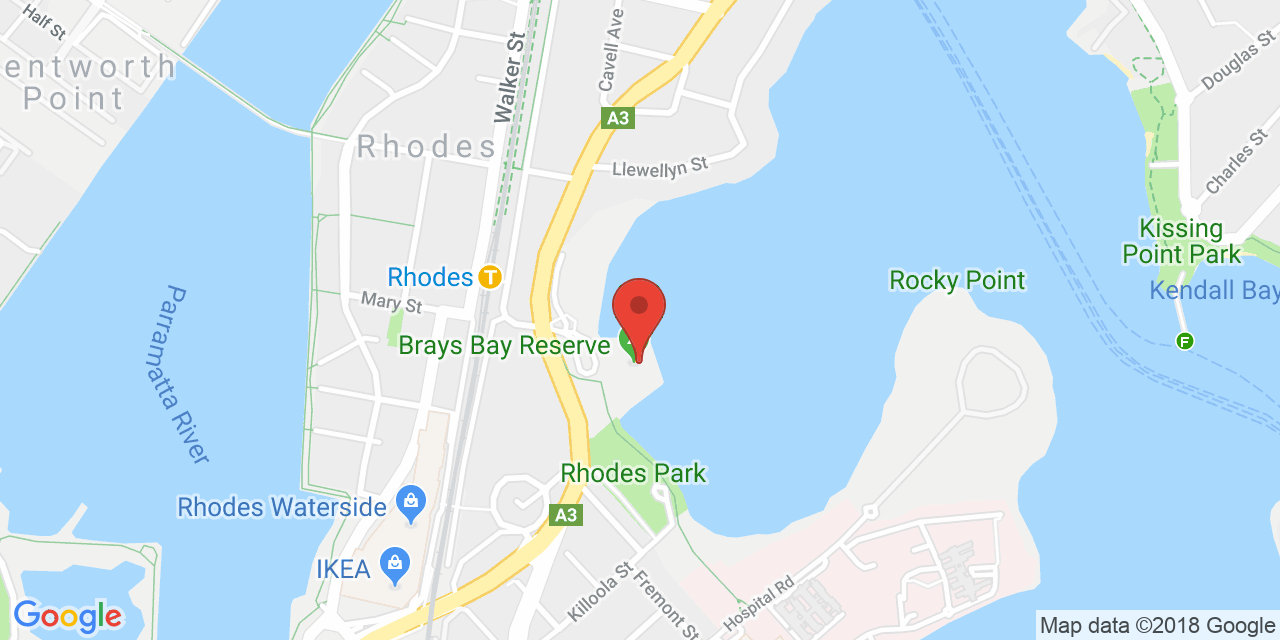 Half St
entworth
Point
Walker St
Cavell Ave
A3
Rhodes
Llewellyn St
Douglas St
Charles St
Kissing
Point Park
Rhodes
T
Rocky Point
Kendall Bay
Mary St
Brays Bay Reserve
F
Parramatta River
Rhodes Park
Rhodes Waterside
A3
IKEA
Killoola St
Fremont St
Hospital Rd
Google
Map data ©2018 Google